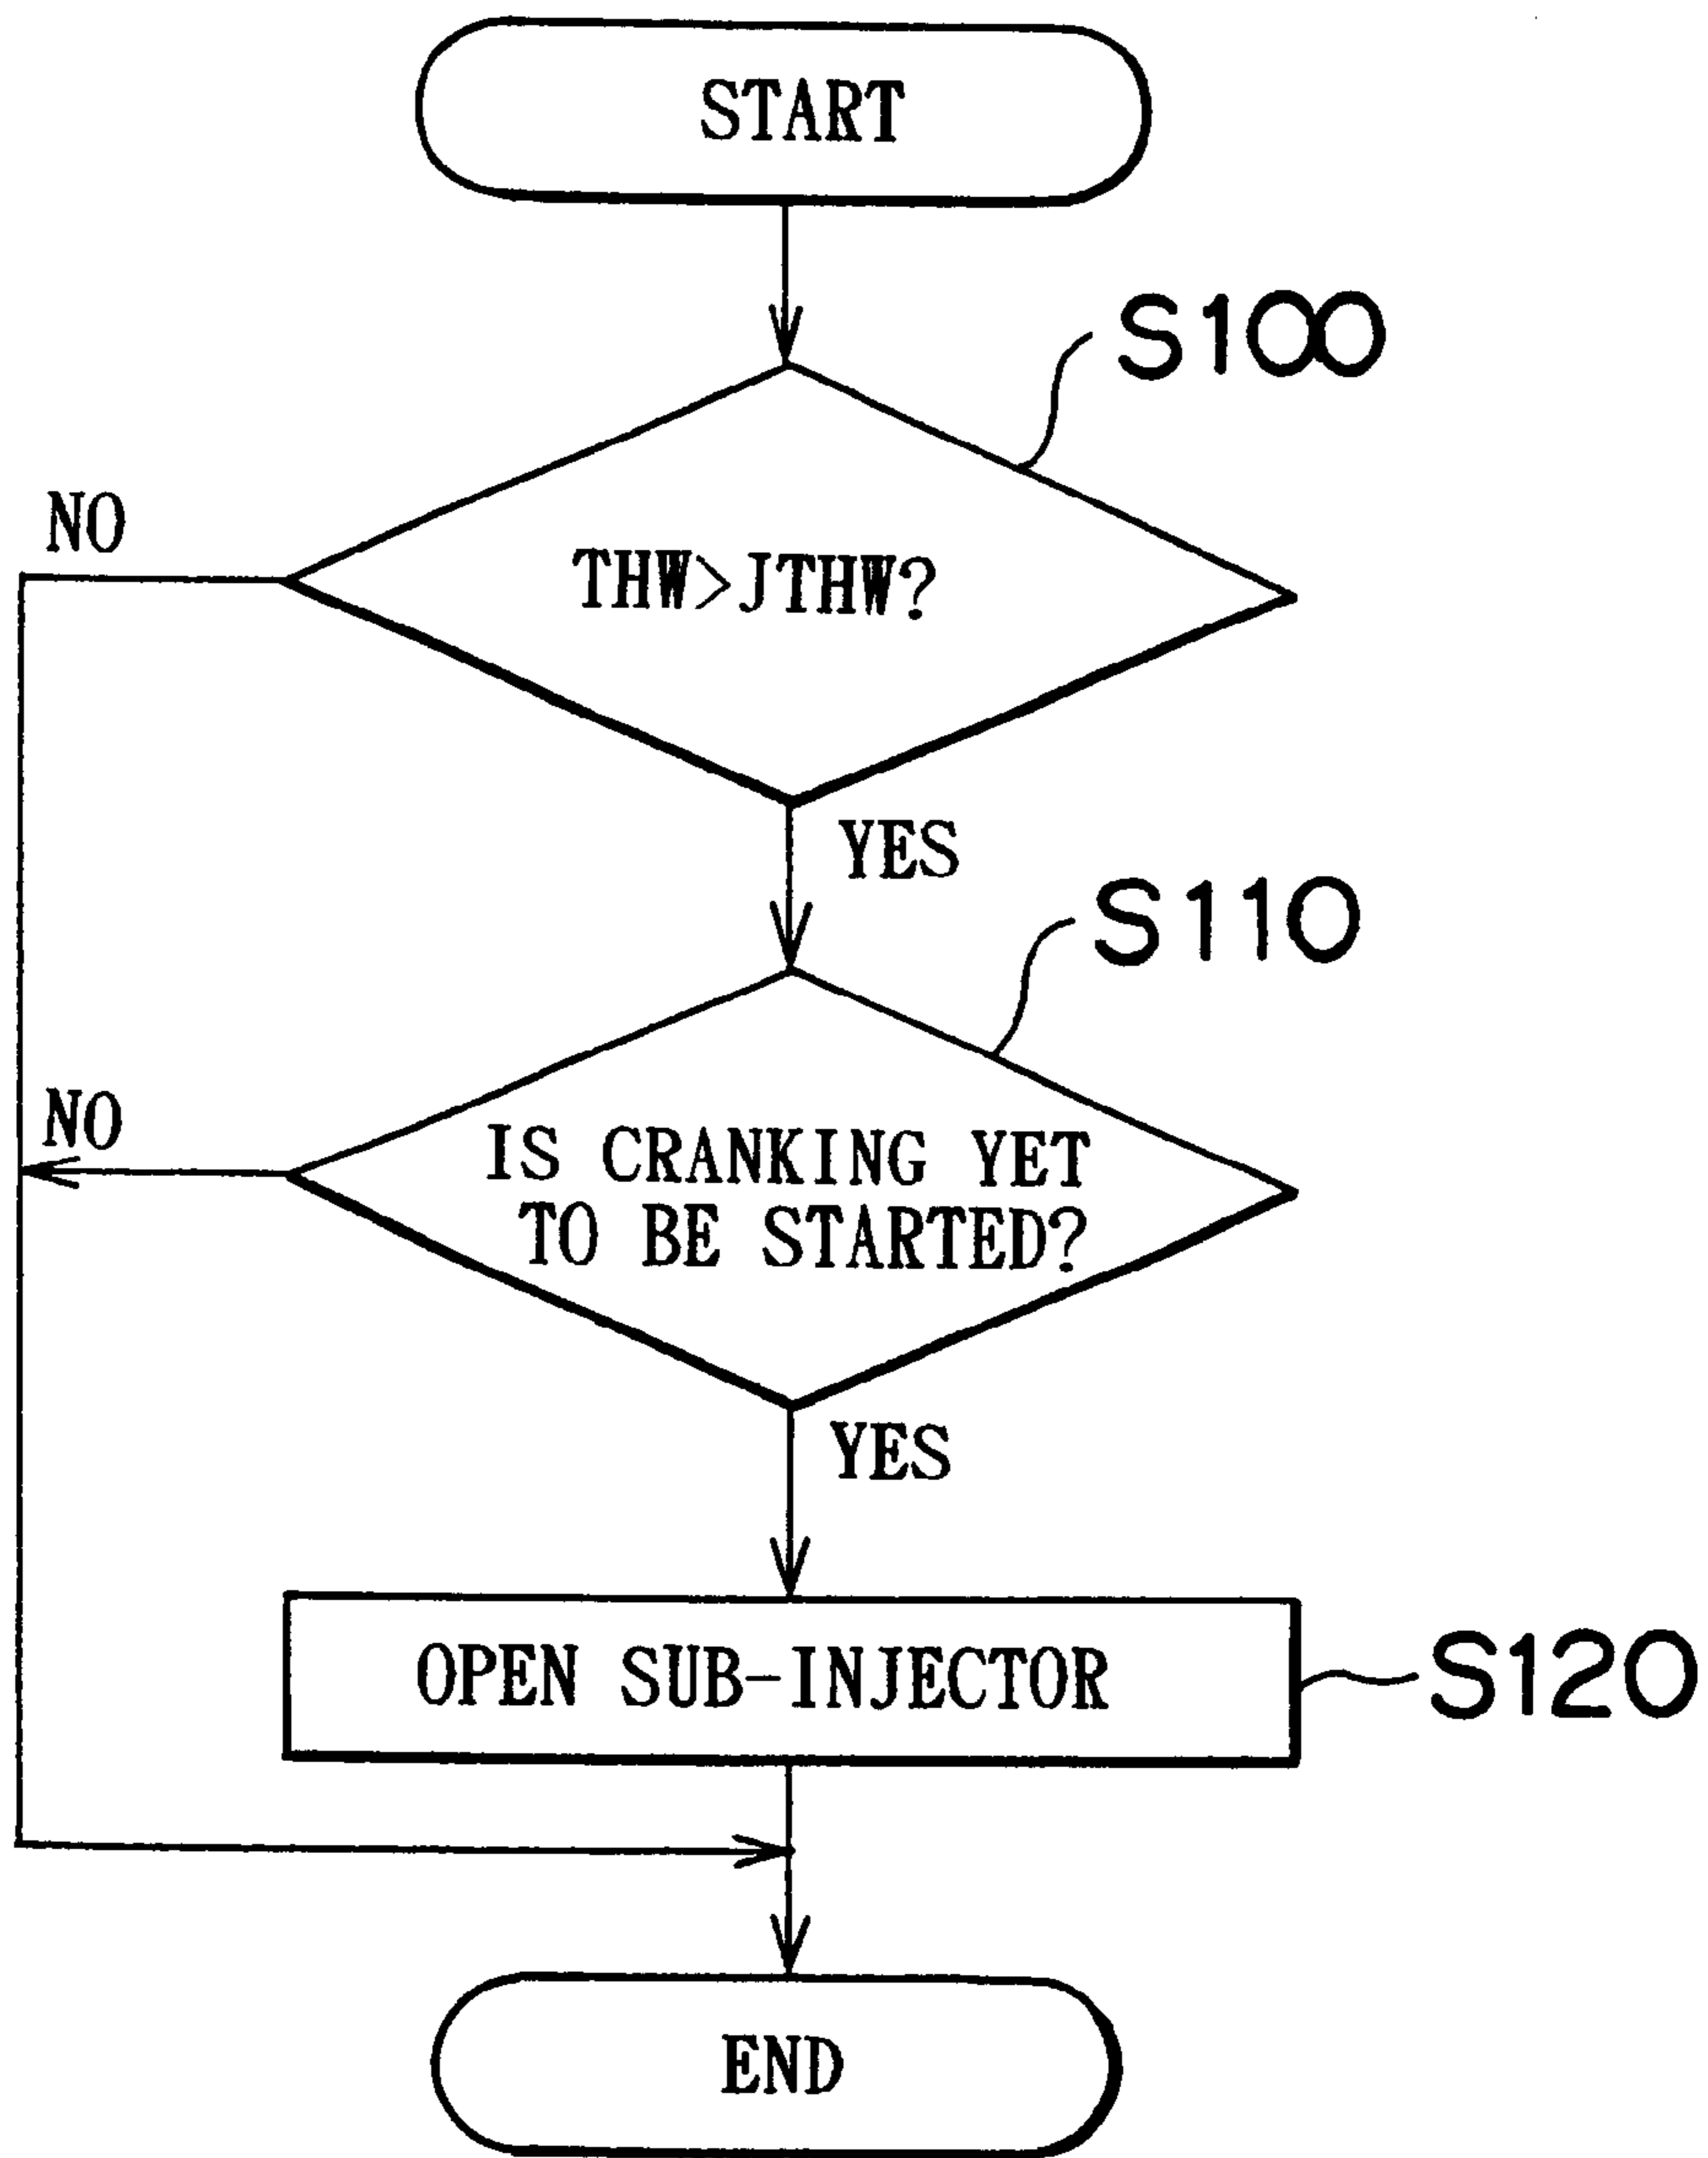 START
S100
NO
THW>JTHW?
YES
S110
NO
IS CRANKING YET
TO BE STARTED?
YES
OPEN SUB-INJECTOR
S120
END